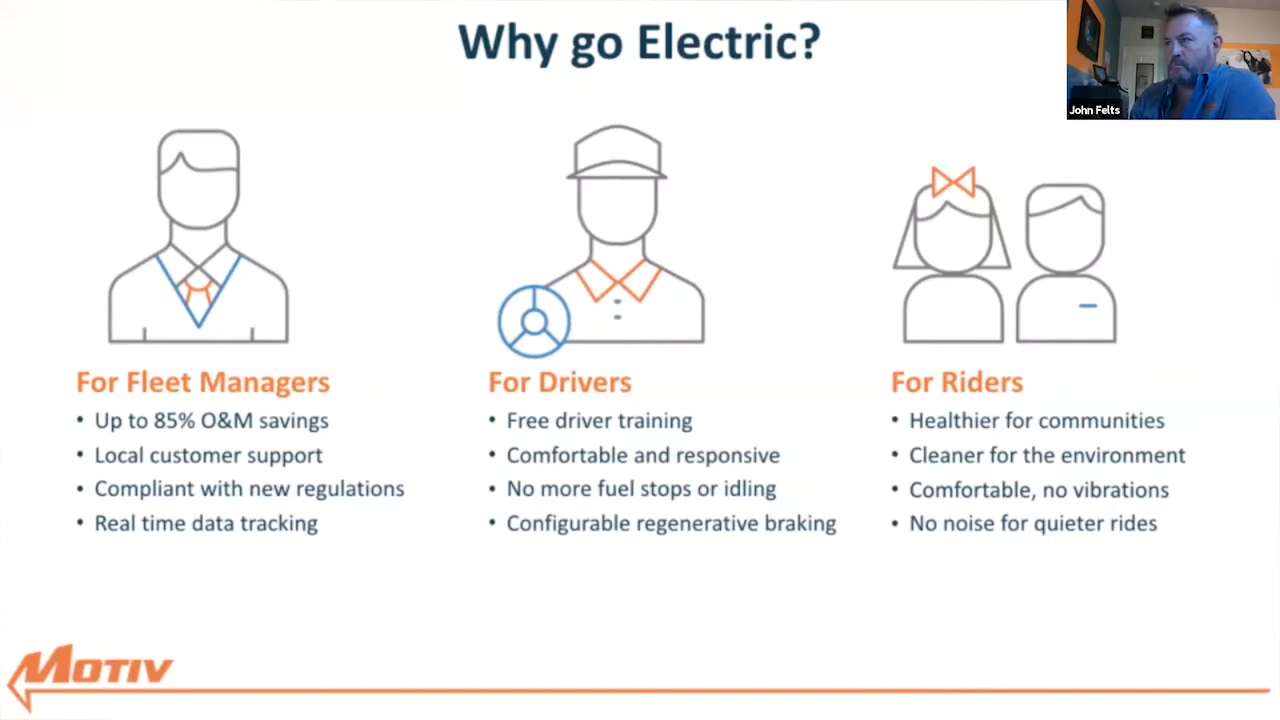 Why go Electric?
John Felts
For Fleet Managers
• Up to 85% O&M savings
• Local customer support
• Compliant with new regulations
• Real time data tracking
For Drivers
• Free driver training
• Comfortable and responsive
• No more fuel stops or idling
• Configurable regenerative braking
For Riders
• Healthier for communities
• Cleaner for the environment
• Comfortable, no vibrations
• No noise for quieter rides
MOTIV